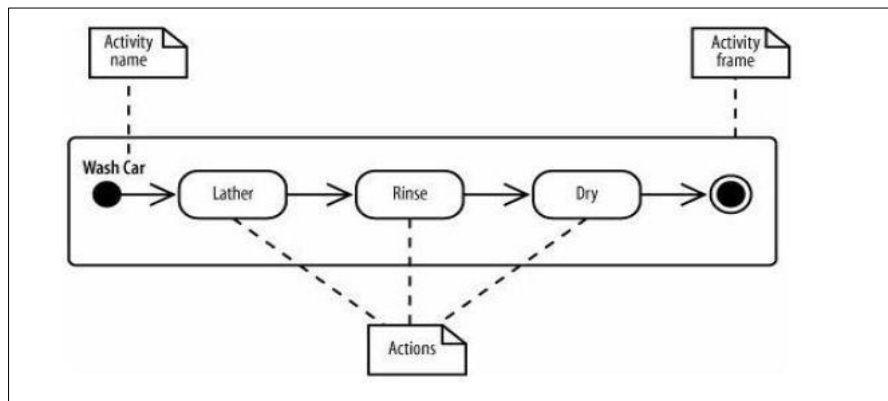 Activity
name
Activity
frame
Wash Car
Lather
Rinse
Dry
Actions